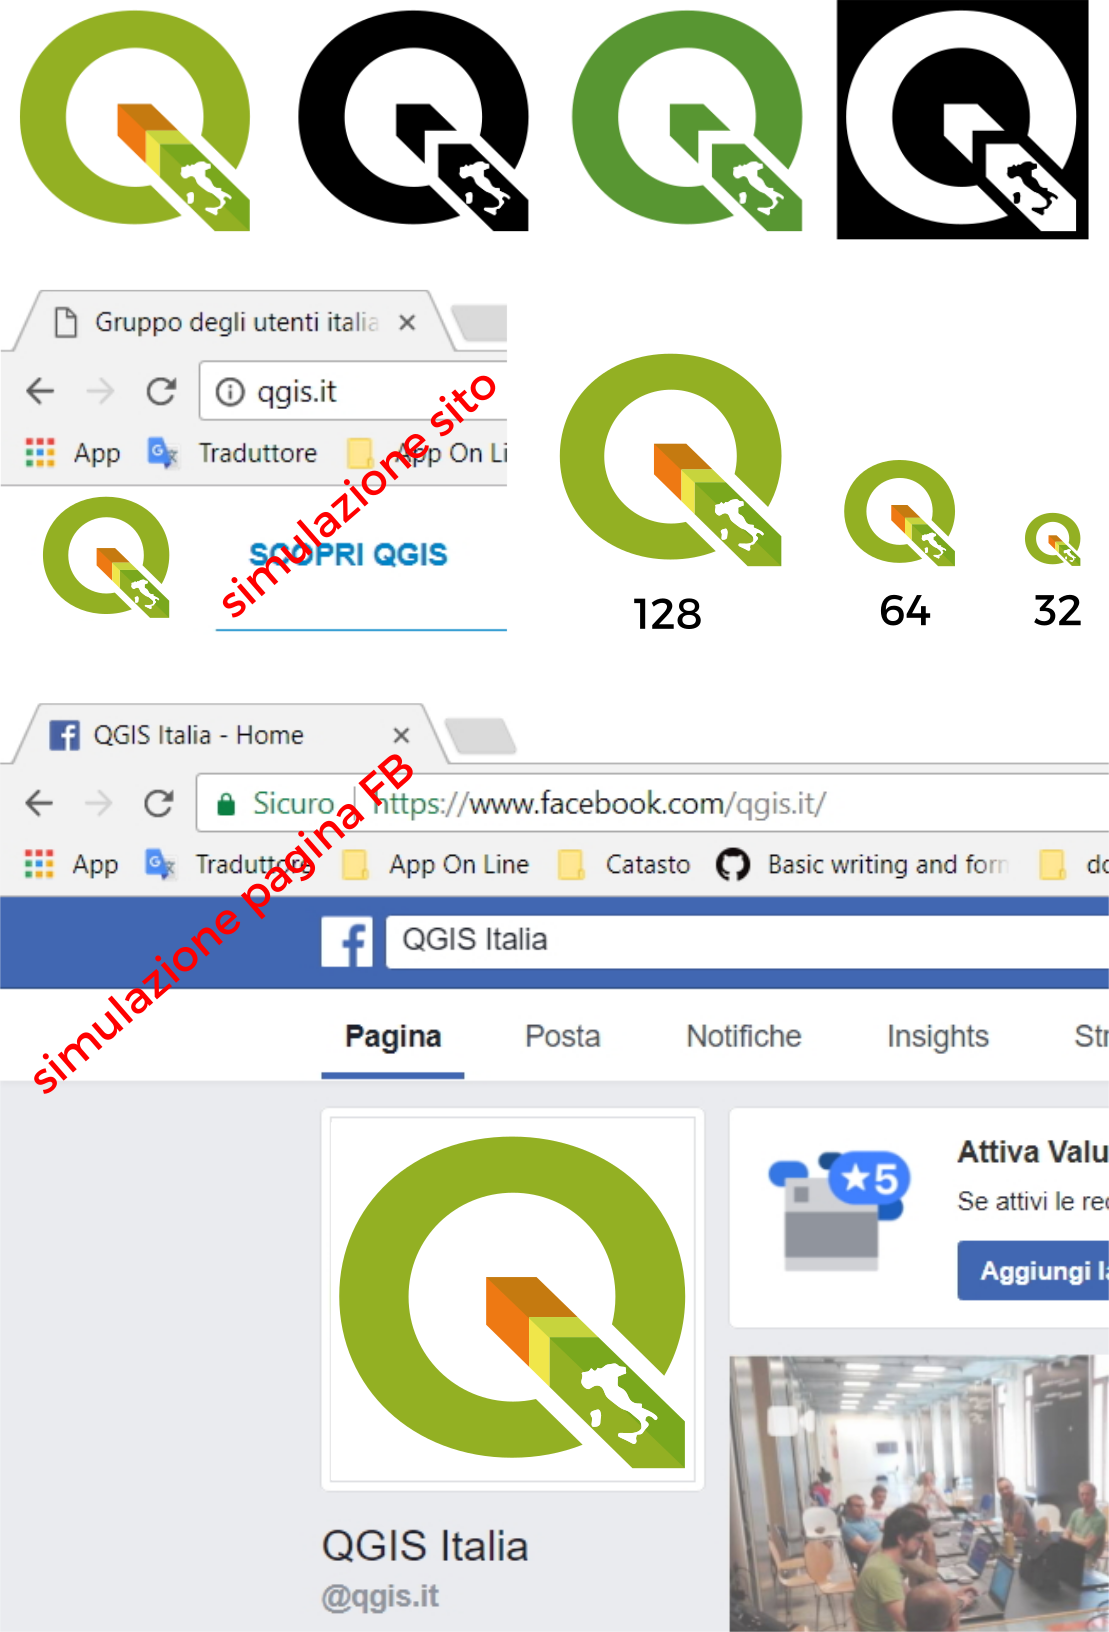 Gruppo degli utenti italia
qgis.it
App Traduttore App On Li
simulazione sito
SCOPRI QGIS
128
64
32
QGIS Italia - Home
Sicuro https://www.facebook.com/qgis.it/
App Traduttore App On Line Catasto Basic writing and form do
simulazione pagina FB
QGIS Italia
Pagina Posta Notifiche Insights Str
5
Attiva Valu
Se attivi le rec
Aggiungi la
QGIS Italia
@qgis.it